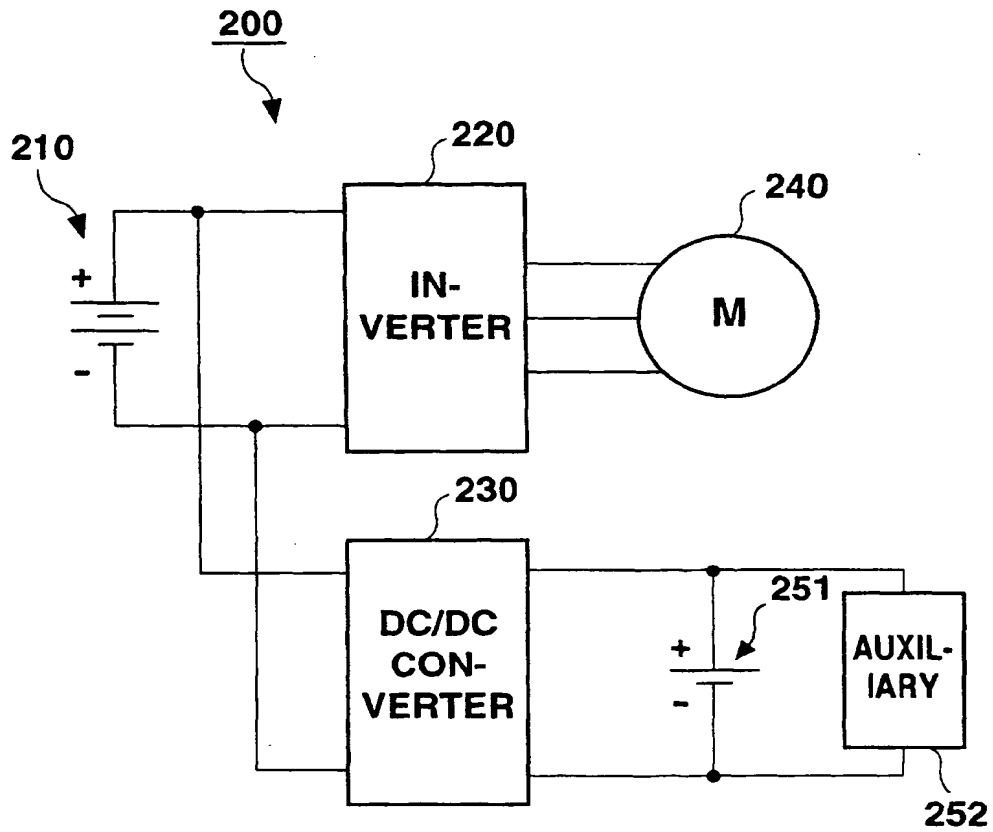 200
210
220
240
+
-
IN-
VERTER
M
230
DC/DC
CON-
VERTER
251
+
-
AUXIL-
IARY
252